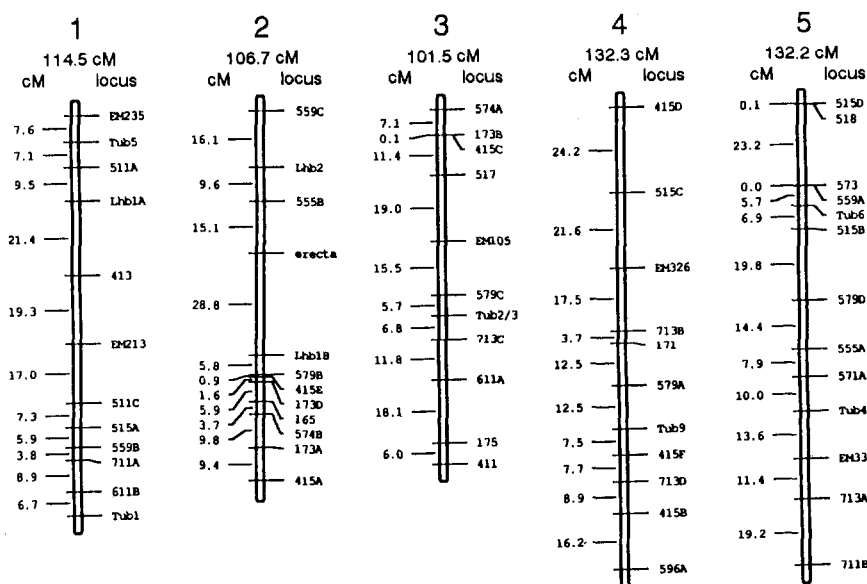 1
114.5 cM
cM locus
EM235
7.6
Tub5
7.1
511A
9.5
Lhb1A
21.4
413
19.3
EM213
17.0
511C
7.3
515A
5.9
559B
3.8
711A
8.9
611B
6.7
Tub1
2
106.7 cM
cM locus
559C
16.1
Lhb2
9.6
555B
15.1
erecta
28.8
Lhb1B
5.8
579B
0.9
415E
1.6
173D
5.9
165
3.7
574B
9.8
173A
9.4
415A
3
101.5 cM
cM locus
574A
7.1
173B
0.1
415C
11.4
517
19.0
EM105
15.5
579C
5.7
Tub2/3
6.8
713C
11.8
611A
18.1
175
6.0
411
4
132.3 cM
cM locus
415D
24.2
515C
21.6
EM326
17.5
713B
3.7
171
12.5
579A
12.5
Tub9
7.5
415F
7.7
713D
8.9
415B
16.2
596A
5
132.2 cM
cM locus
0.1
515D
518
23.2
0.0
573
559A
5.7
Tub6
6.9
515B
19.8
579D
14.4
555A
7.9
571A
10.0
Tub4
13.6
EM33
11.4
713A
19.2
711B